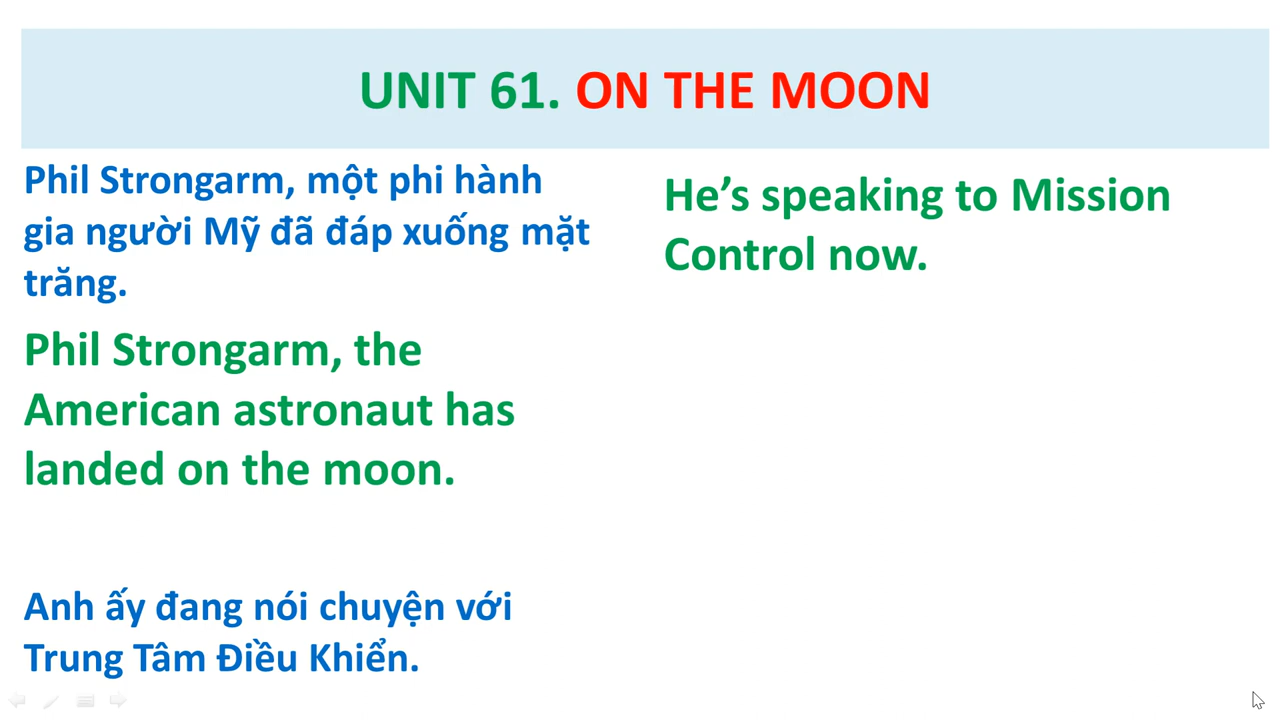 UNIT 61. ON THE MOON
Phil Strongarm, một phi hành
gia người Mỹ đã đáp xuống mặt
trăng.
Phil Strongarm, the
American astronaut has
landed on the moon.
Anh ấy đang nói chuyện với
Trung Tâm Điều Khiển.
He’s speaking to Mission
Control now.